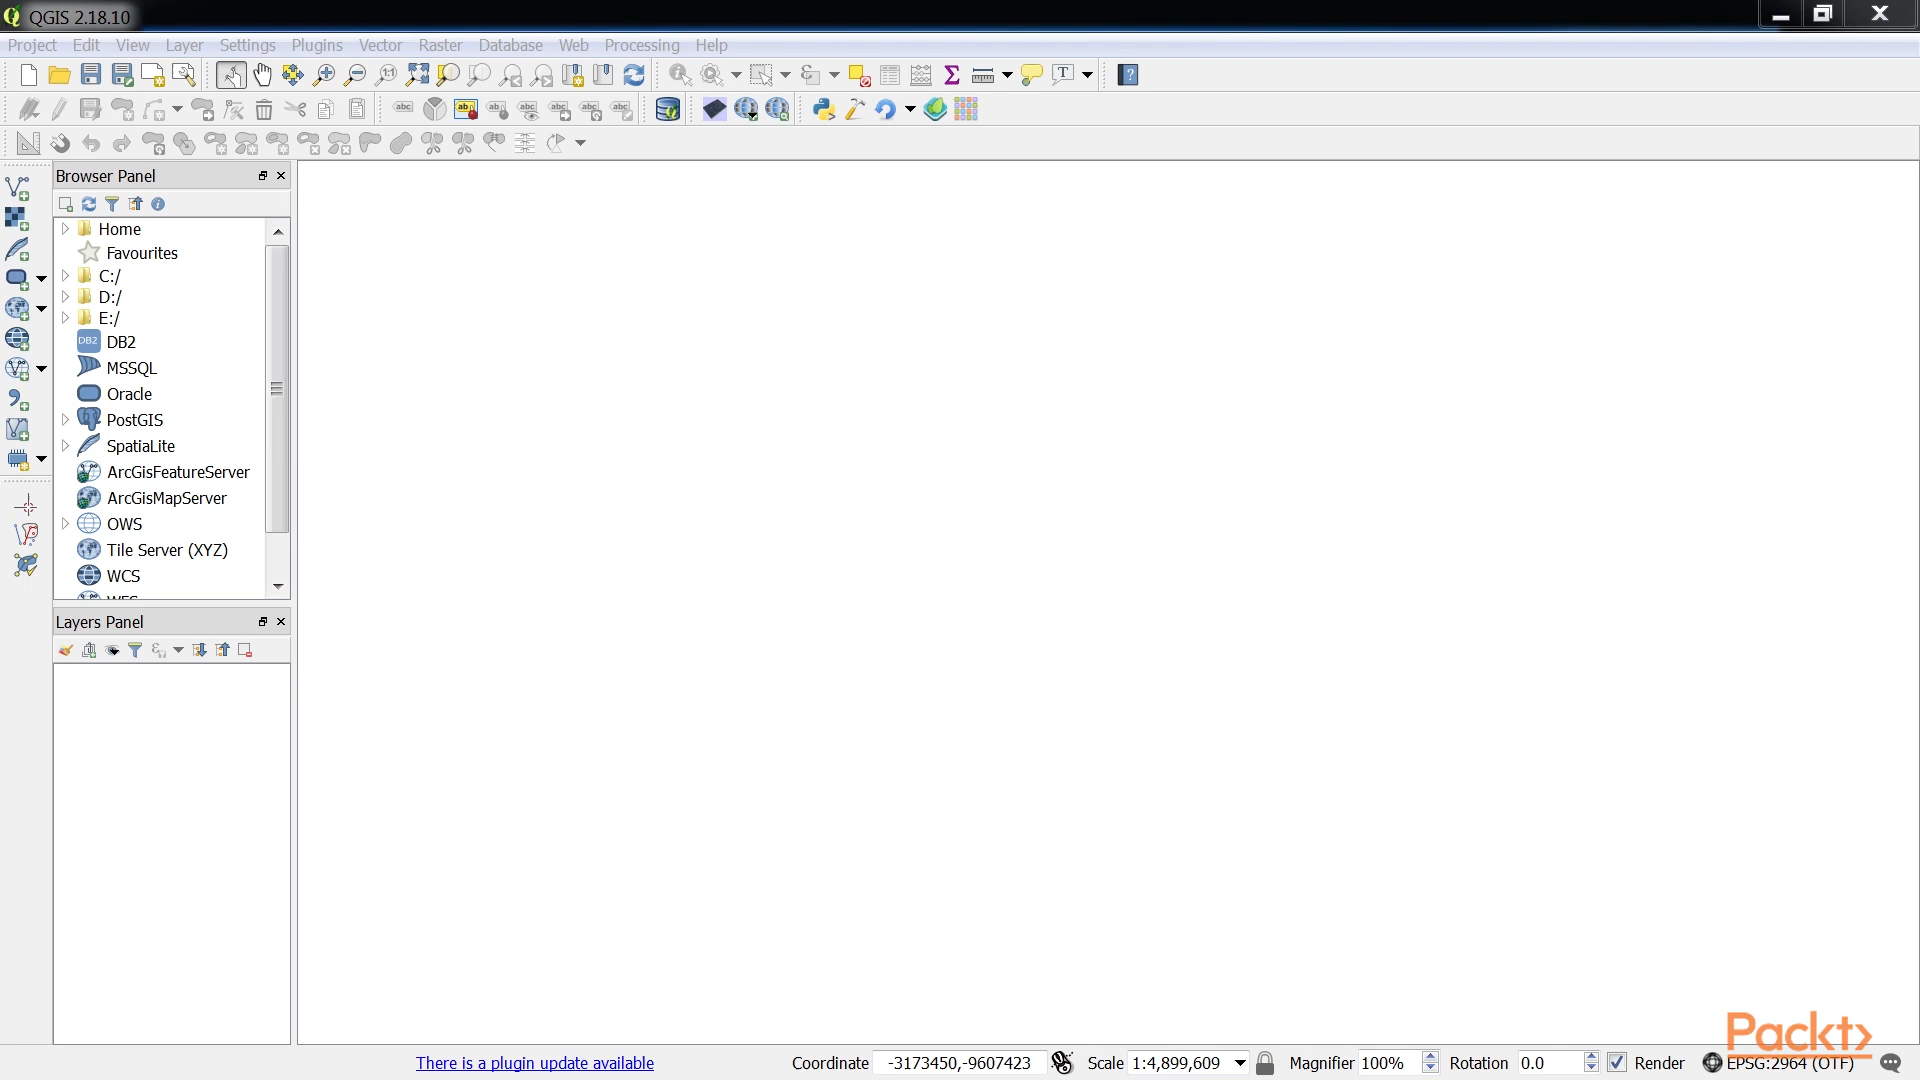 QGIS 2.18.10
Project Edit View Layer Settings Plugins Vector Raster Database Web Processing Help
Browser Panel
Home
Favourites
C:/
D:/
E:/
DB2 DB2
MSSQL
Oracle
PostGIS
SpatiaLite
ArcGisFeatureServer
ArcGisMapServer
OWS
Tile Server (XYZ)
WCS
Layers Panel
Packt>
There is a plugin update available Coordinate -3173450,-9607423 Scale 1:4,899,609 Magnifier 100% Rotation 0.0 Render EPSG:2964 (OTF)